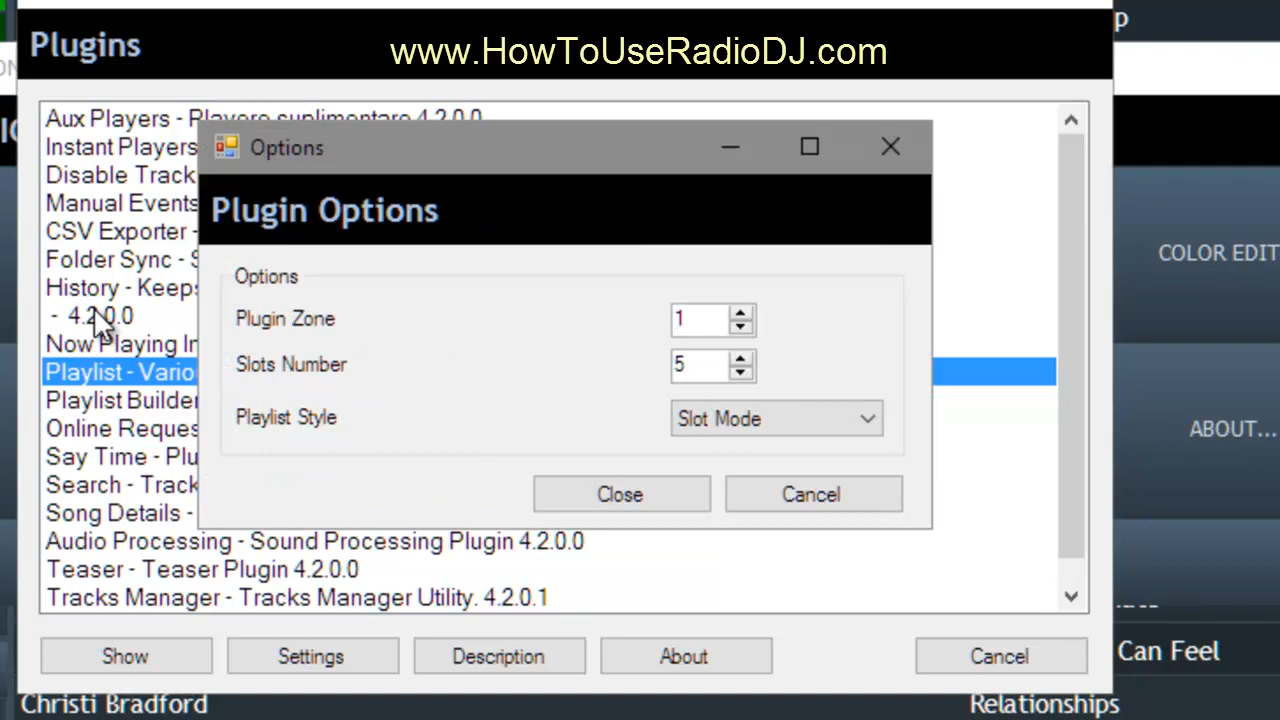 p
Plugins
www.HowToUseRadioDJ.com
Aux Players - Playere suplimentare 4.2.0.0
Instant Players
Disable Track
Manual Events
CSV Exporter -
Folder Sync - S
History - Keeps
- 4.2.0.0
Now Playing In
Playlist - Vario
Playlist Builder
Online Reques
Say Time - Plu
Search - Track
Song Details -
Audio Processing - Sound Processing Plugin 4.2.0.0
Teaser - Teaser Plugin 4.2.0.0
Tracks Manager - Tracks Manager Utility. 4.2.0.1
Options
Plugin Options
Options
Plugin Zone
1
Slots Number
5
Playlist Style
Slot Mode
Close
Cancel
COLOR EDIT
ABOUT...
Show
Settings
Description
About
Cancel
Can Feel
Christi Bradford
Relationships